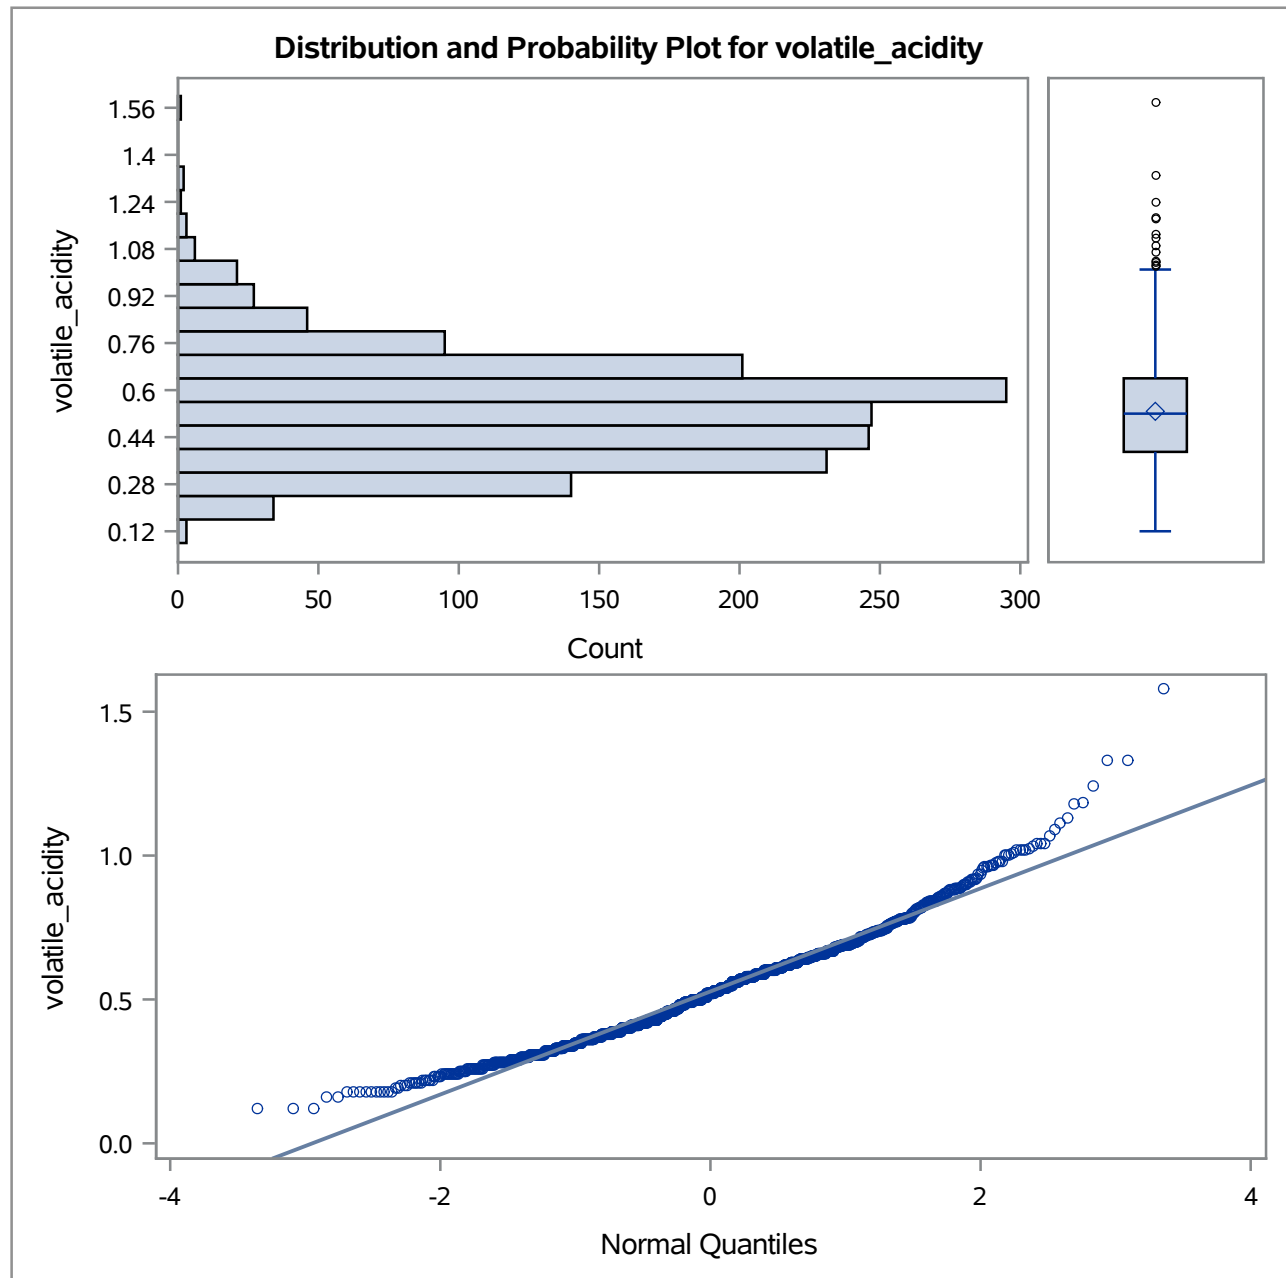 Distribution and Probability Plot for volatile_acidity
volatile_acidity
1.56
1.4
1.24
1.08
0.92
0.76
0.6
0.44
0.28
0.12
0 50 100 150 200 250 300
Count
volatile_acidity
1.5
1.0
0.5
0.0
-4 -2 0 2 4
Normal Quantiles